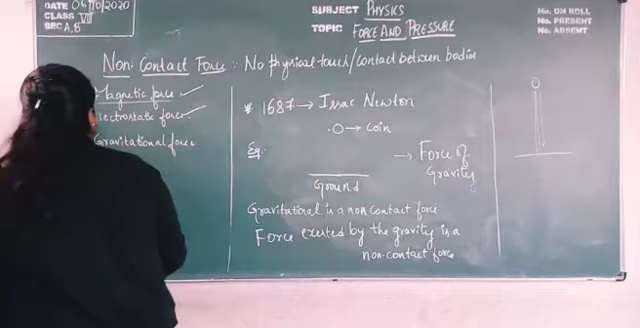 DATE 06/10/2020
CLASS VIII
SEC A, B
SUBJECT PHYSICS
TOPIC FORCE AND PRESSURE
No. ON ROLL
No. PRESENT
No. ABSENT
Non-Contact Force : No physical touch/contact between bodies
Magnetic force
lectrostatic force
Gravitational force
* 1687 → Issac Newton
→ coin
Eg:
→ Force of
Gravity
Ground
Gravitatinal is a non contact force
Force exerted by the gravity is a
non-contact force